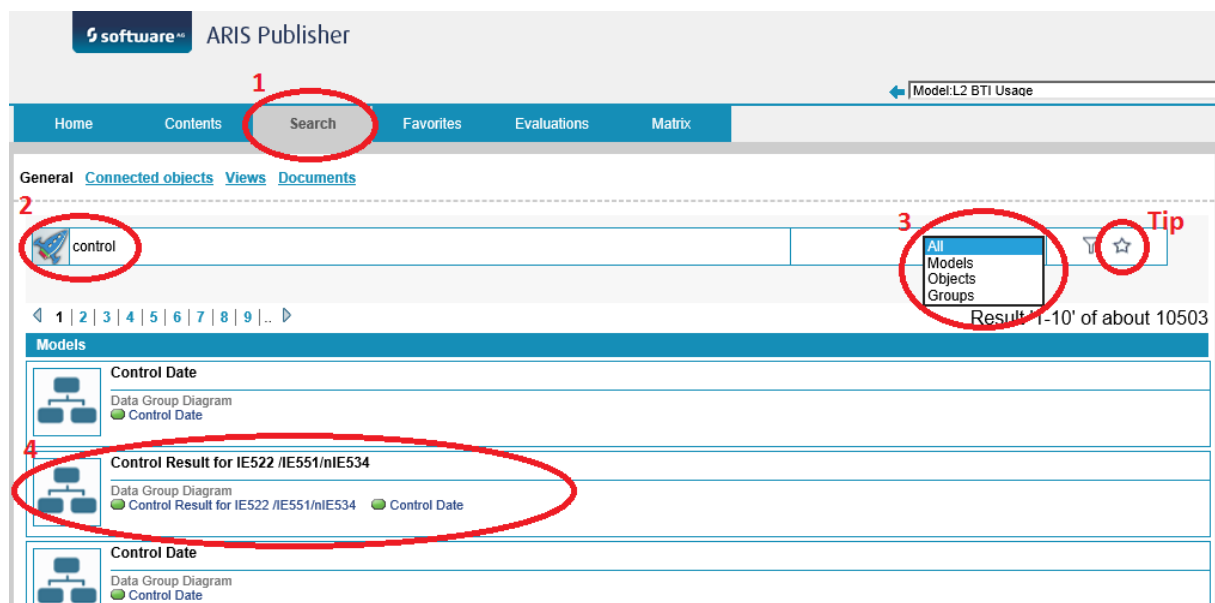 software AG ARIS Publisher
1
Model:L2 BTI Usage
Home Contents Search Favorites Evaluations Matrix
General Connected objects Views Documents
2
3
Tip
control
All
Models
Objects
Groups
1 | 2 | 3 | 4 | 5 | 6 | 7 | 8 | 9 | ..
Result '1-10' of about 10503
Models
Control Date
Data Group Diagram
Control Date
4
Control Result for IE522 /IE551/nIE534
Data Group Diagram
Control Result for IE522 /IE551/nIE534 Control Date
Control Date
Data Group Diagram
Control Date